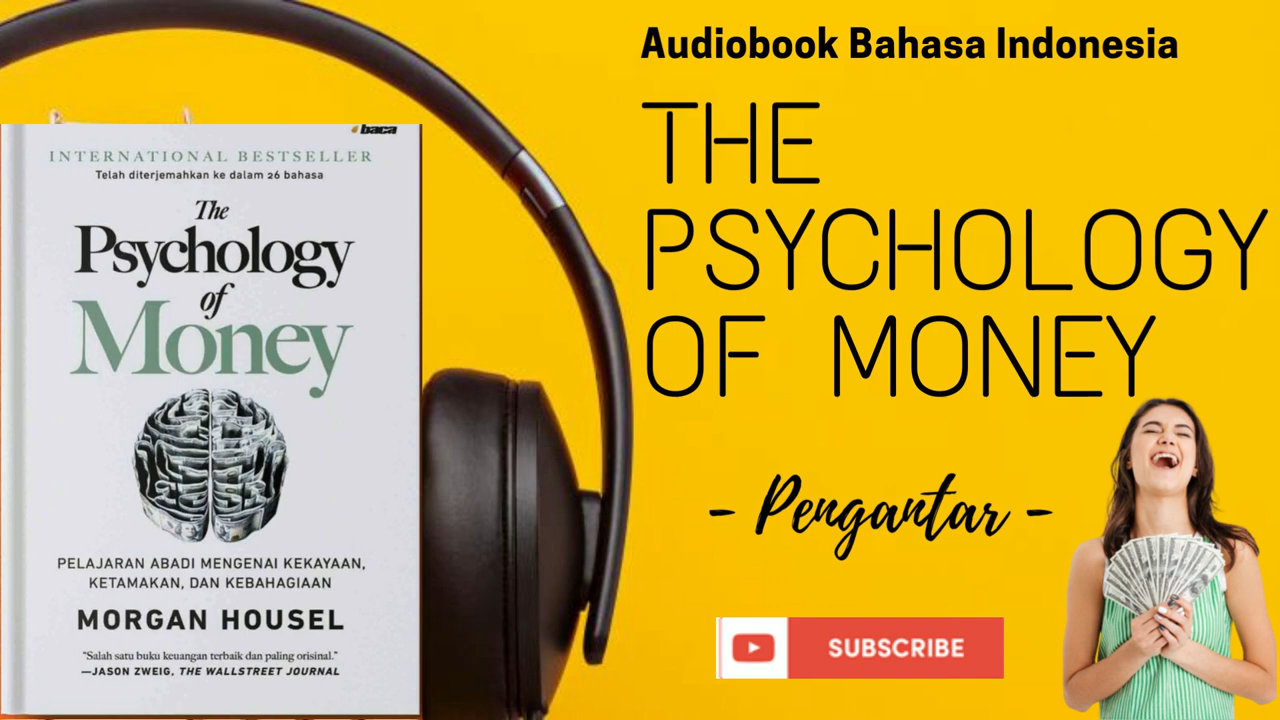 baca
INTERNATIONAL BESTSELLER
Telah diterjemahkan ke dalam 26 bahasa
The
Psychology
of
Money
PELAJARAN ABADI MENGENAI KEKAYAAN,
KETAMAKAN, DAN KEBAHAGIAAN
MORGAN HOUSEL
"Salah satu buku keuangan terbaik dan paling orisinal."
—JASON ZWEIG, THE WALLSTREET JOURNAL
Audiobook Bahasa Indonesia
THE
PSYCHOLOGY
OF MONEY
- Pengantar -
SUBSCRIBE